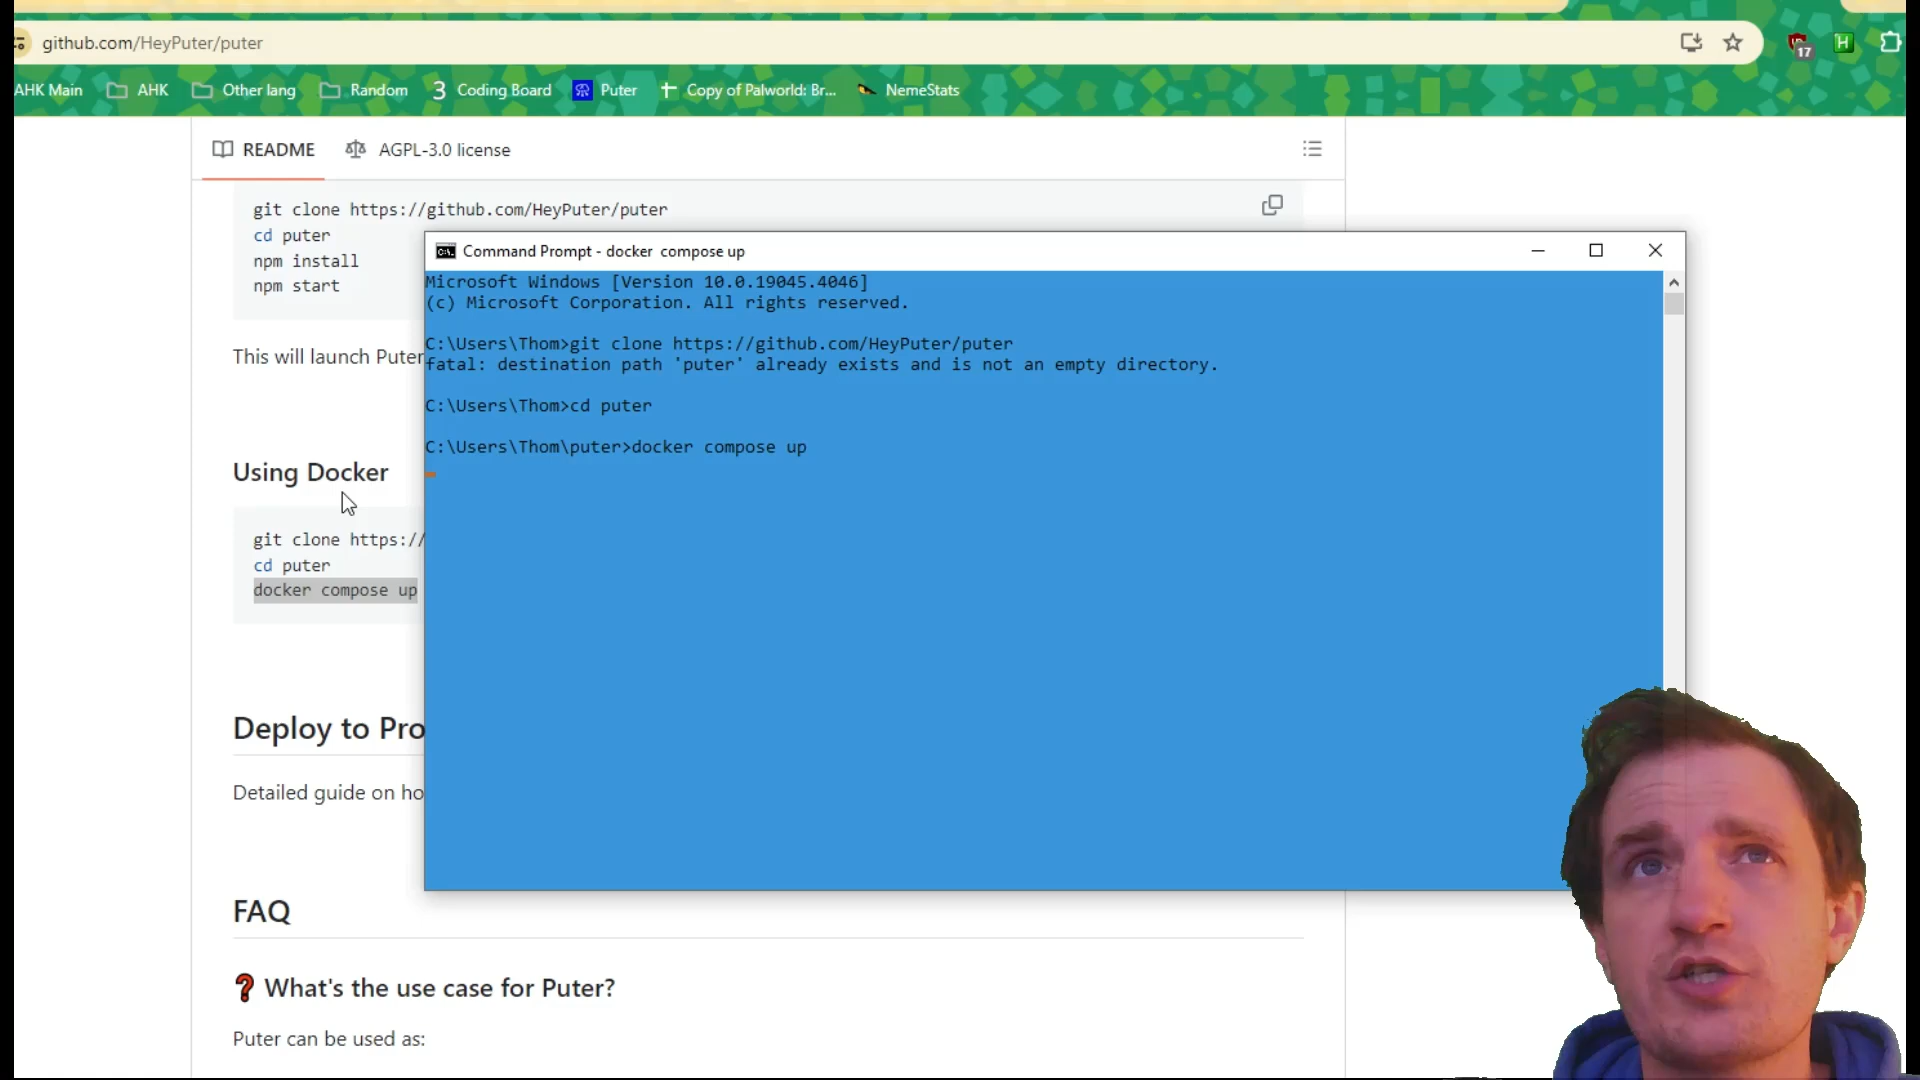 github.com/HeyPuter/puter
17
H
AHK Main
AHK
Other lang
Random
3 Coding Board
Puter
Copy of Palworld: Br...
NemeStats
README
AGPL-3.0 license
git clone https://github.com/HeyPuter/puter
cd puter
npm install
npm start
This will launch Puter
Using Docker
git clone https://
cd puter
docker compose up
Deploy to Pro
Detailed guide on ho
FAQ
❓ What's the use case for Puter?
Puter can be used as:
C:\. Command Prompt - docker  compose up
Microsoft Windows [Version 10.0.19045.4046]
(c) Microsoft Corporation. All rights reserved.
C:\Users\Thom>git clone https://github.com/HeyPuter/puter
fatal: destination path 'puter' already exists and is not an empty directory.
C:\Users\Thom>cd puter
C:\Users\Thom\puter>docker compose up